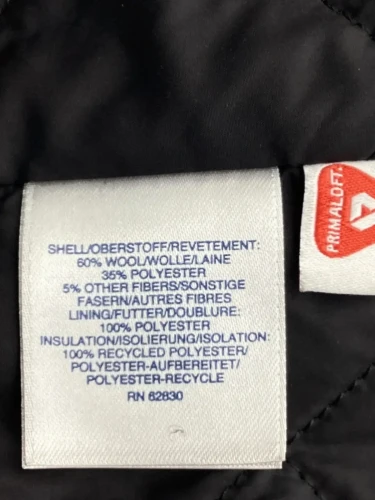 SHELL/OBERSTOFF/REVETEMENT:
60% WOOL/WOLLE/LAINE
35% POLYESTER
5% OTHER FIBERS/SONSTIGE
FASERN/AUTRES FIBRES
LINING/FUTTER/DOUBLURE:
100% POLYESTER
INSULATION/ISOLIERUNG/ISOLATION:
100% RECYCLED POLYESTER/
POLYESTER-AUFBEREITET/
POLYESTER-RECYCLE
RN 62830
PRIMALOFT